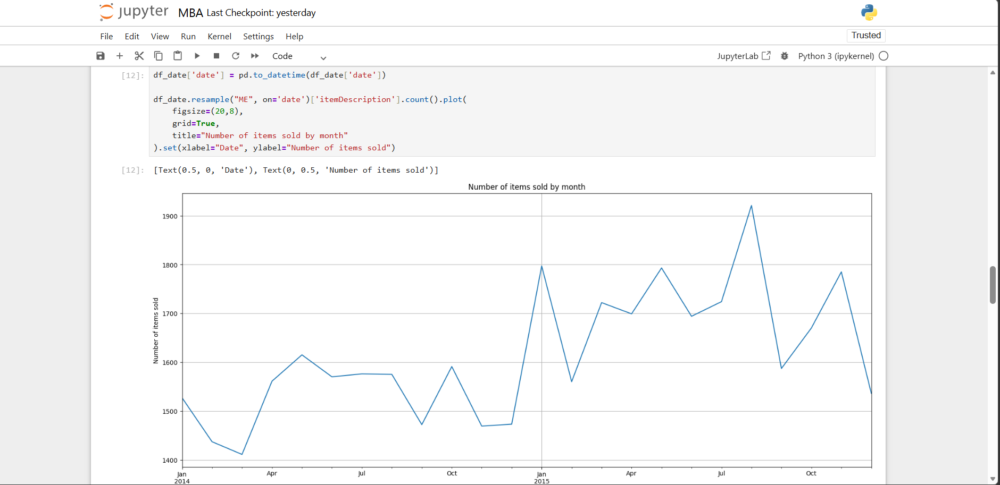 jupyter MBA Last Checkpoint: yesterday
File Edit View Run Kernel Settings Help Trusted
Code JupyterLab Python 3 (ipykernel)
[12]: df_date['date'] = pd.to_datetime(df_date['date'])
df_date.resample("ME", on='date')['itemDescription'].count().plot(
    figsize=(20,8),
    grid=True,
    title="Number of items sold by month"
).set(xlabel="Date", ylabel="Number of items sold")
[12]: [Text(0.5, 0, 'Date'), Text(0, 0.5, 'Number of items sold')]
Number of items sold by month
1900
1800
1700
1600
1500
1400
Number of items sold
Jan Apr Jul Oct Jan Apr Jul Oct
2014 2015